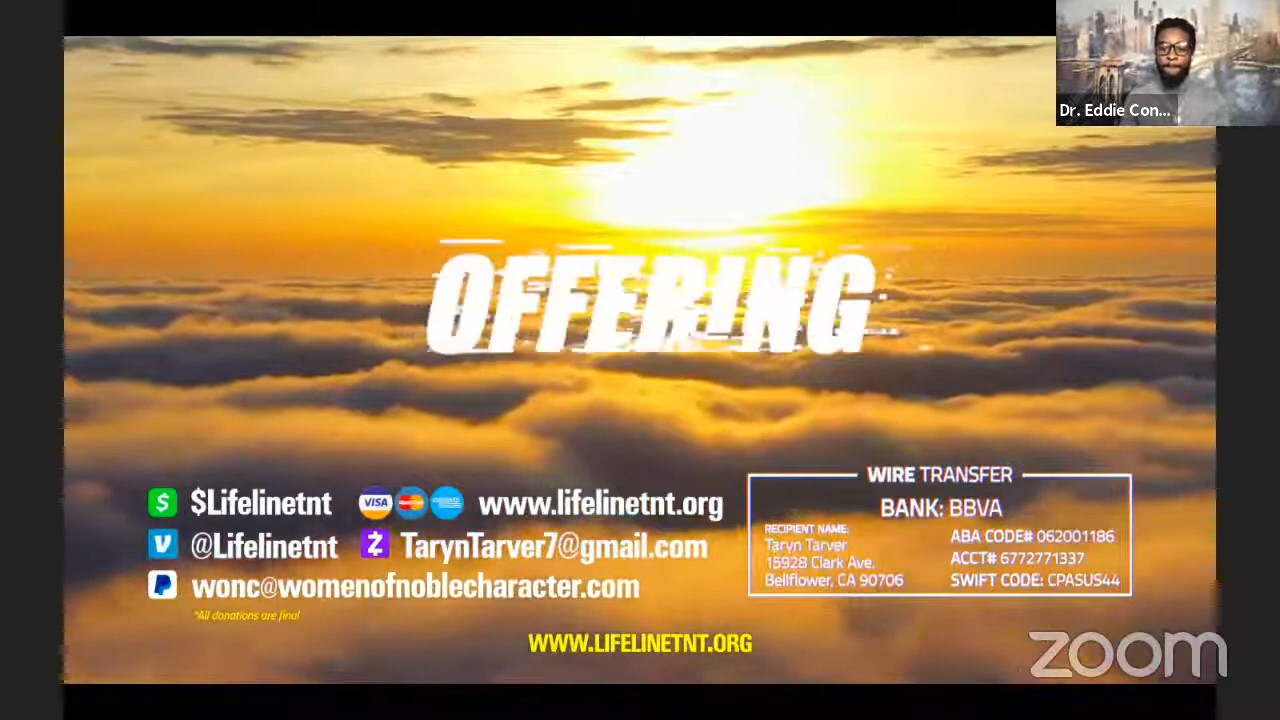 Dr. Eddie Con...
OFFERING
$Lifelinetnt
VISA
www.lifelinetnt.org
@Lifelinetnt
TarynTarver7@gmail.com
wonc@womenofnoblecharacter.com
*All donations are final
WIRE TRANSFER
BANK: BBVA
RECIPIENT NAME:
Taryn Tarver
15928 Clark Ave.
Bellflower, CA 90706
ABA CODE# 062001186
ACCT# 6772771337
SWIFT CODE: CPASUS44
WWW.LIFELINETNT.ORG
zoom